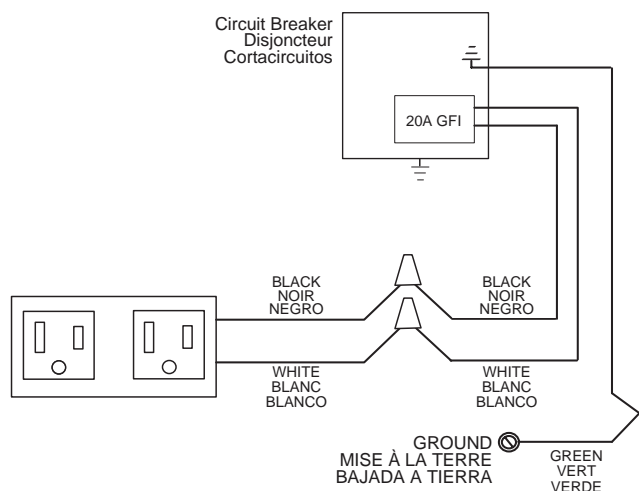 Circuit Breaker
Disjoncteur
Cortacircuitos
20A GFI
BLACK
NOIR
NEGRO
BLACK
NOIR
NEGRO
WHITE
BLANC
BLANCO
WHITE
BLANC
BLANCO
GROUND
MISE À LA TERRE
BAJADA A TIERRA
GREEN
VERT
VERDE